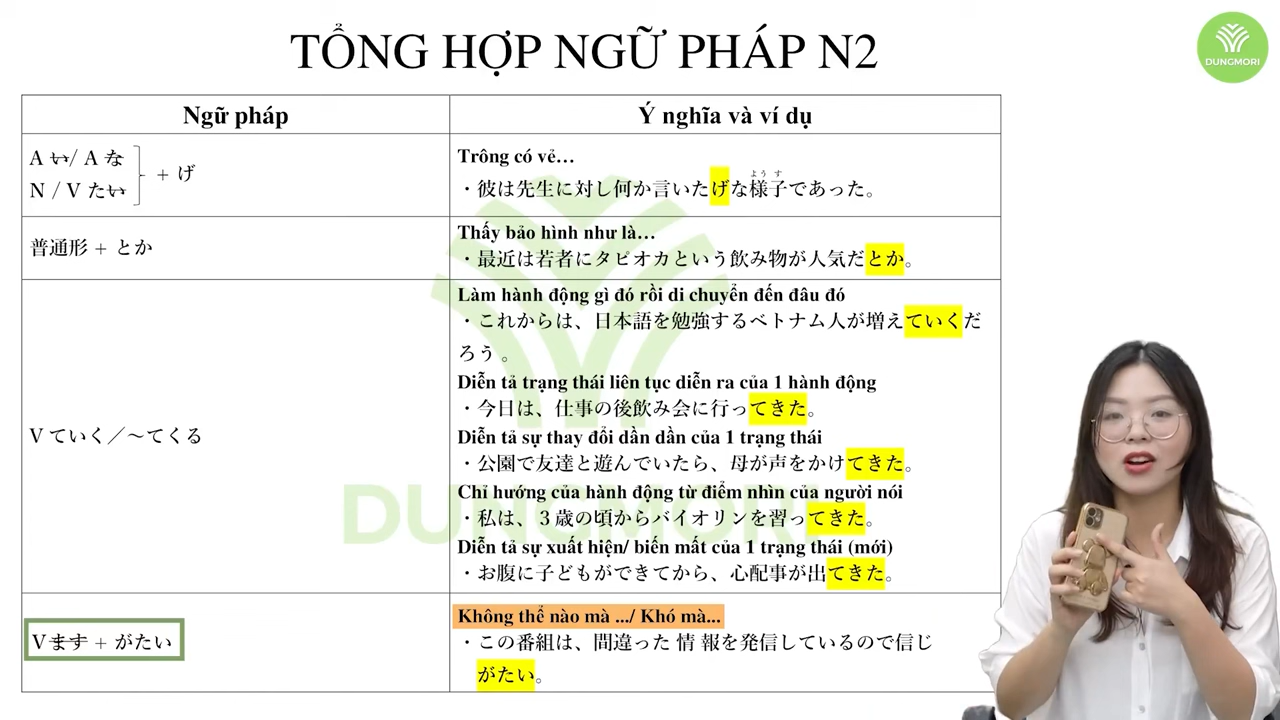 TỔNG HỢP NGỮ PHÁP N2
DUNGMORI
Ngữ pháp
Ý nghĩa và ví dụ
A い/ A な
N / V たい
+ げ
Trông có vẻ…
・彼は先生に対し何か言いたげな様子であった。
よう す
普通形 + とか
Thấy bảo hình như là…
・最近は若者にタピオカという飲み物が人気だとか。
V ていく／〜てくる
Làm hành động gì đó rồi di chuyển đến đâu đó
・これからは、日本語を勉強するベトナム人が増えていくだ
ろう 。
Diễn tả trạng thái liên tục diễn ra của 1 hành động
・今日は、仕事の後飲み会に行ってきた。
Diễn tả sự thay đổi dần dần của 1 trạng thái
・公園で友達と遊んでいたら、母が声をかけてきた。
Chỉ hướng của hành động từ điểm nhìn của người nói
・私は、３歳の頃からバイオリンを習ってきた。
Diễn tả sự xuất hiện/ biến mất của 1 trạng thái (mới)
・お腹に子どもができてから、心配事が出てきた。
Vます + がたい
Không thể nào mà .../ Khó mà...
・この番組は、間違った 情 報を発信しているので信じ
がたい。
DUNGMORI